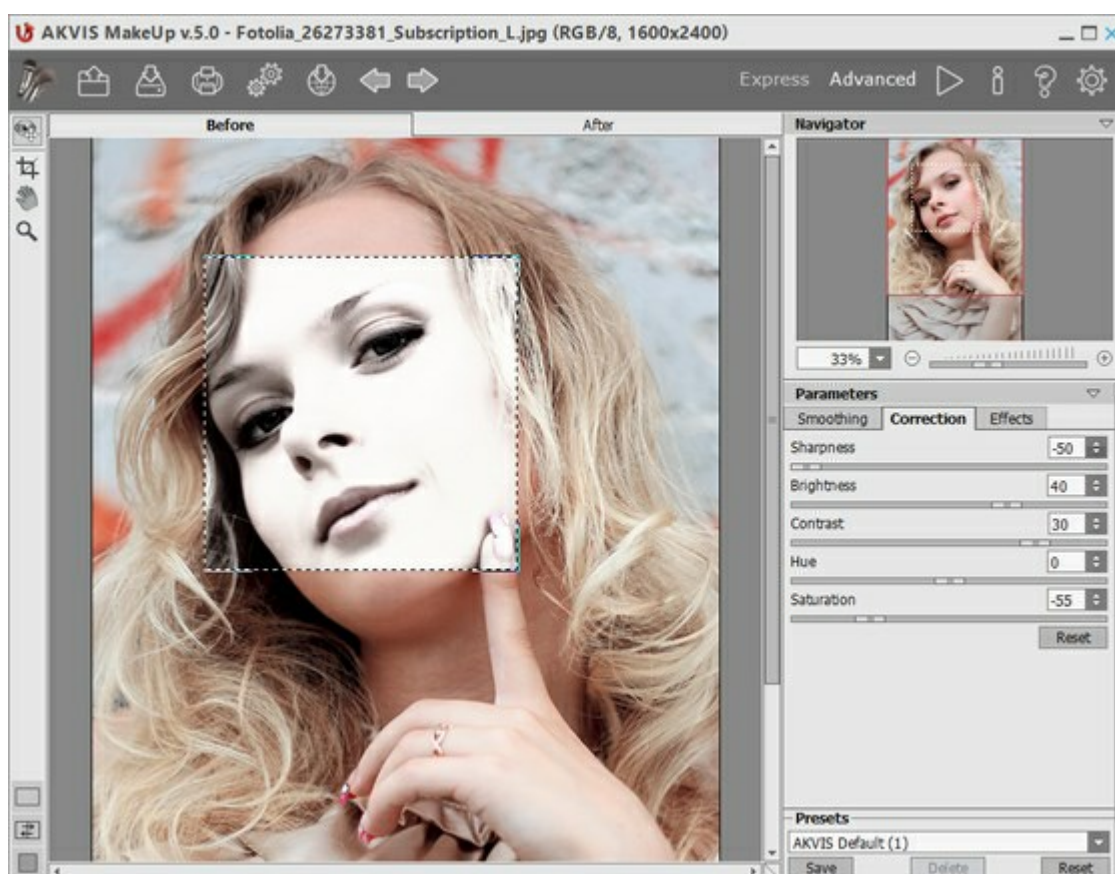 AKVIS MakeUp v.5.0 - Fotolia_26273381_Subscription_L.jpg (RGB/8, 1600x2400)
Express Advanced
Before After
Navigator
33%
Parameters
Smoothing Correction Effects
Sharpness -50
Brightness 40
Contrast 30
Hue 0
Saturation -55
Reset
Presets
AKVIS Default (1)
Save Delete Reset